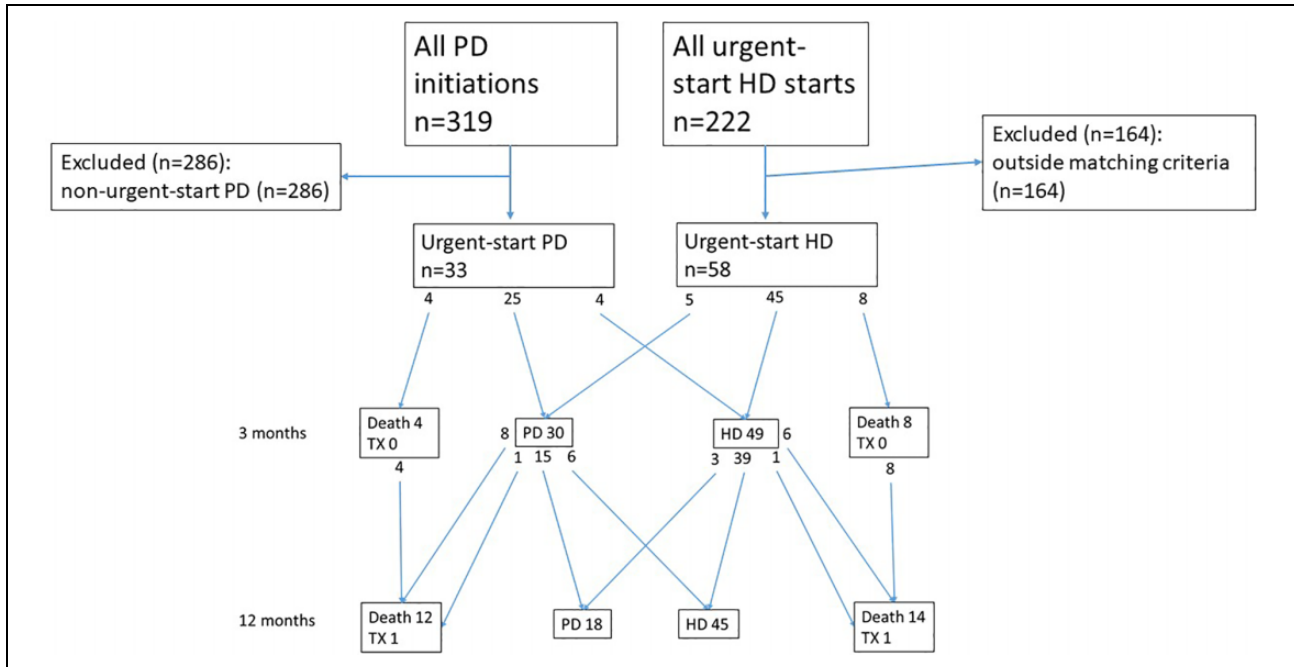 All PD
initiations
n=319
All urgent-
start HD starts
n=222
Excluded (n=286):
non-urgent-start PD (n=286)
Excluded (n=164):
outside matching criteria
(n=164)
Urgent-start PD
n=33
Urgent-start HD
n=58
4 25 4 5 45 8
3 months
Death 4
TX 0
8 PD 30
HD 49 6
Death 8
TX 0
4 1 15 6 3 39 1 8
12 months
Death 12
TX 1
PD 18
HD 45
Death 14
TX 1